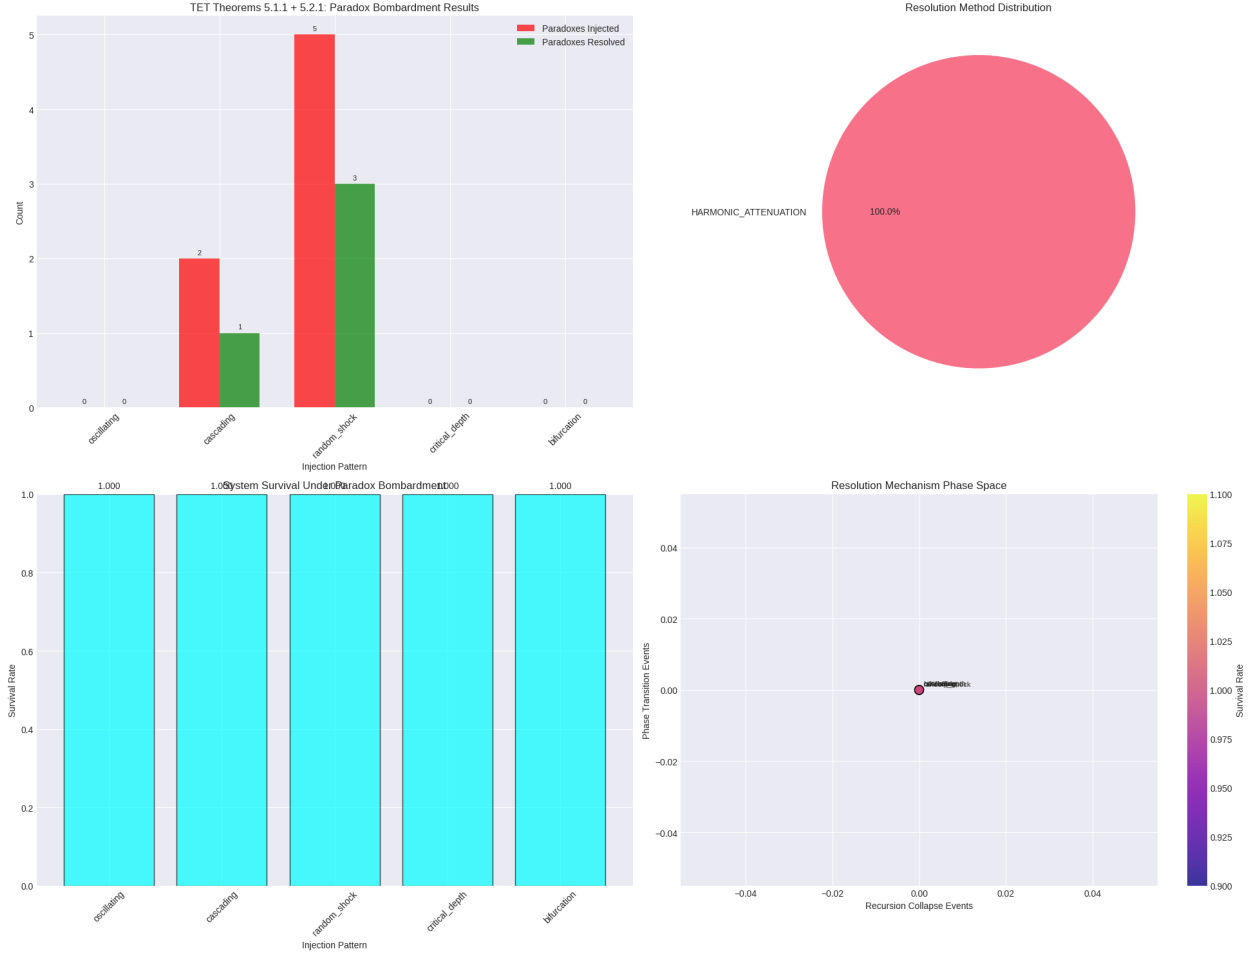 TET Theorems 5.1.1 + 5.2.1: Paradox Bombardment Results
Paradoxes Injected
Paradoxes Resolved
5
4
3
2
1
0
Count
0
0
2
1
5
3
0
0
0
0
oscillating
cascading
random_shock
critical_depth
bifurcation
Injection Pattern
Resolution Method Distribution
HARMONIC_ATTENUATION
100.0%
System Survival Under Paradox Bombardment
1.000
1.000
1.000
1.000
1.000
1.0
0.8
0.6
0.4
0.2
0.0
Survival Rate
oscillating
cascading
random_shock
critical_depth
bifurcation
Injection Pattern
Resolution Mechanism Phase Space
0.04
0.02
0.00
−0.02
−0.04
Phase Transition Events
−0.04
−0.02
0.00
0.02
0.04
Recursion Collapse Events
1.100
1.075
1.050
1.025
1.000
0.975
0.950
0.925
0.900
Survival Rate